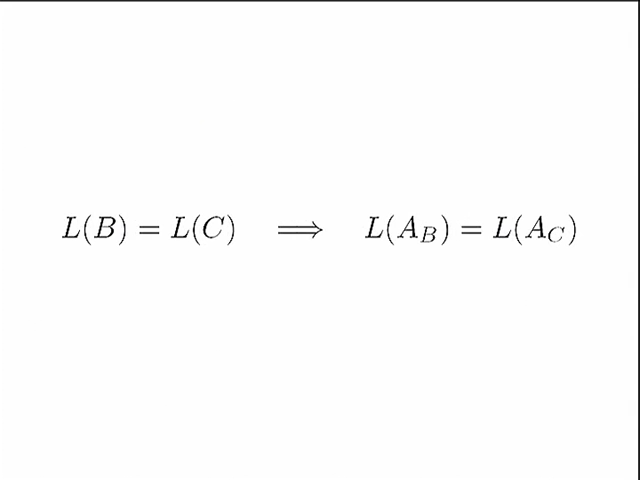 L(B) = L(C) ⟹ L(A_B) = L(A_C)